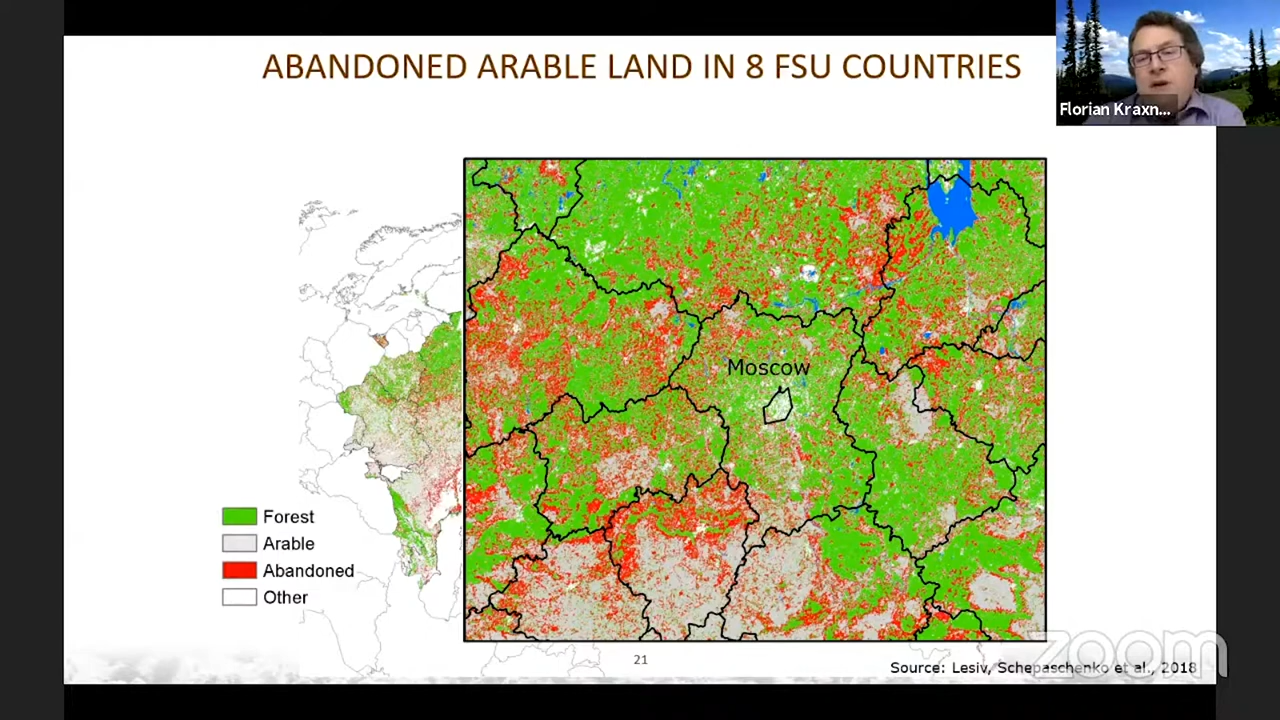 ABANDONED ARABLE LAND IN 8 FSU COUNTRIES
Florian Kraxn...
Moscow
Forest
Arable
Abandoned
Other
21
Source: Lesiv, Schepaschenko et al., 2018
zoom